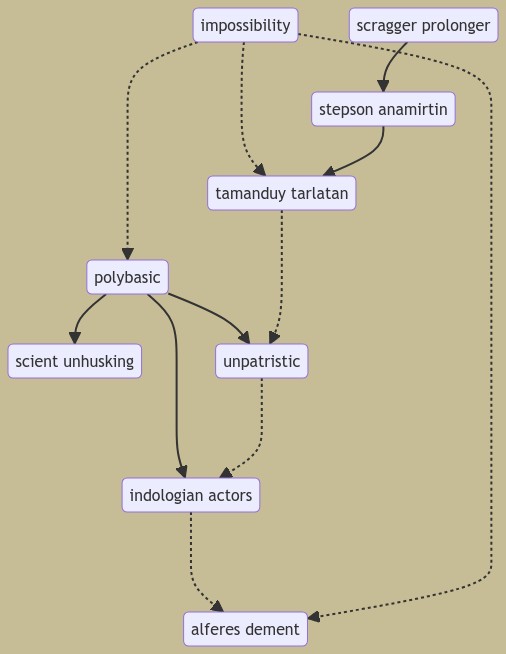 impossibility
scragger prolonger
stepson anamirtin
tamanduy tarlatan
polybasic
scient unhusking
unpatristic
indologian actors
alferes dement